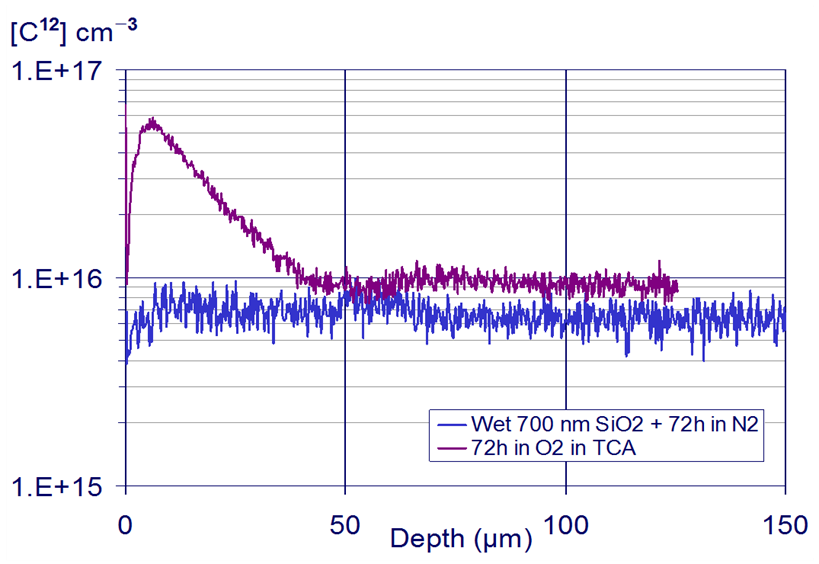 [C¹²] cm⁻³
1.E+17
1.E+16
1.E+15
Wet 700 nm SiO2 + 72h in N2
72h in O2 in TCA
0 50 100 150
Depth (µm)